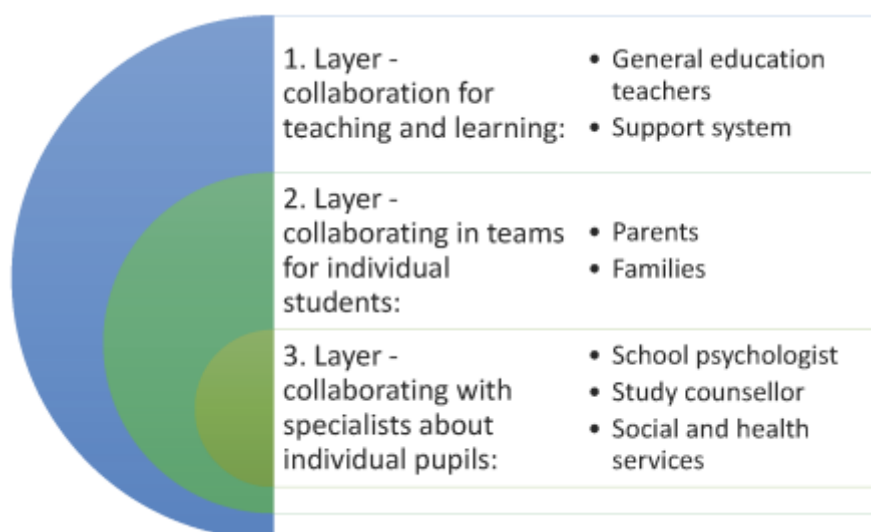 1. Layer -
collaboration for
teaching and learning:
• General education
teachers
• Support system
2. Layer -
collaborating in teams
for individual
students:
• Parents
• Families
3. Layer -
collaborating with
specialists about
individual pupils:
• School psychologist
• Study counsellor
• Social and health
services